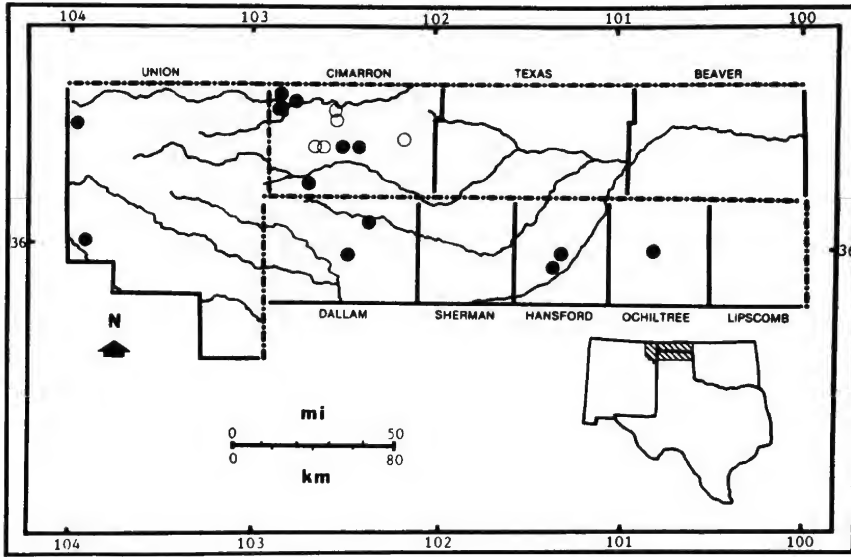 104 103 102 101 100
UNION CIMARRON TEXAS BEAVER
36 36
DALLAM SHERMAN HANSFORD OCHILTREE LIPSCOMB
N
mi
0 50
0 80
km
104 103 102 101 100